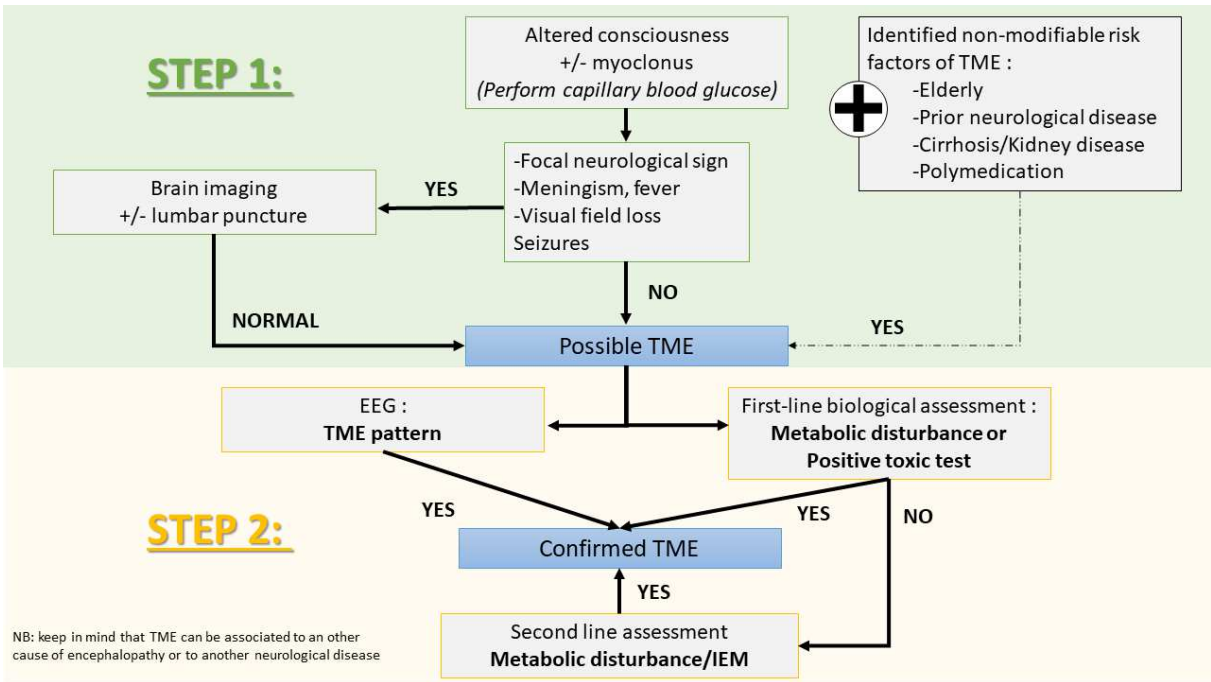 STEP 1:
Altered consciousness
+/- myoclonus
(Perform capillary blood glucose)
Identified non-modifiable risk
factors of TME :
-Elderly
-Prior neurological disease
-Cirrhosis/Kidney disease
-Polymedication
-Focal neurological sign
-Meningism, fever
-Visual field loss
Seizures
YES
Brain imaging
+/- lumbar puncture
NO
NORMAL
YES
Possible TME
EEG :
TME pattern
First-line biological assessment :
Metabolic disturbance or
Positive toxic test
STEP 2:
YES
YES
NO
Confirmed TME
YES
Second line assessment
Metabolic disturbance/IEM
NB: keep in mind that TME can be associated to an other
cause of encephalopathy or to another neurological disease